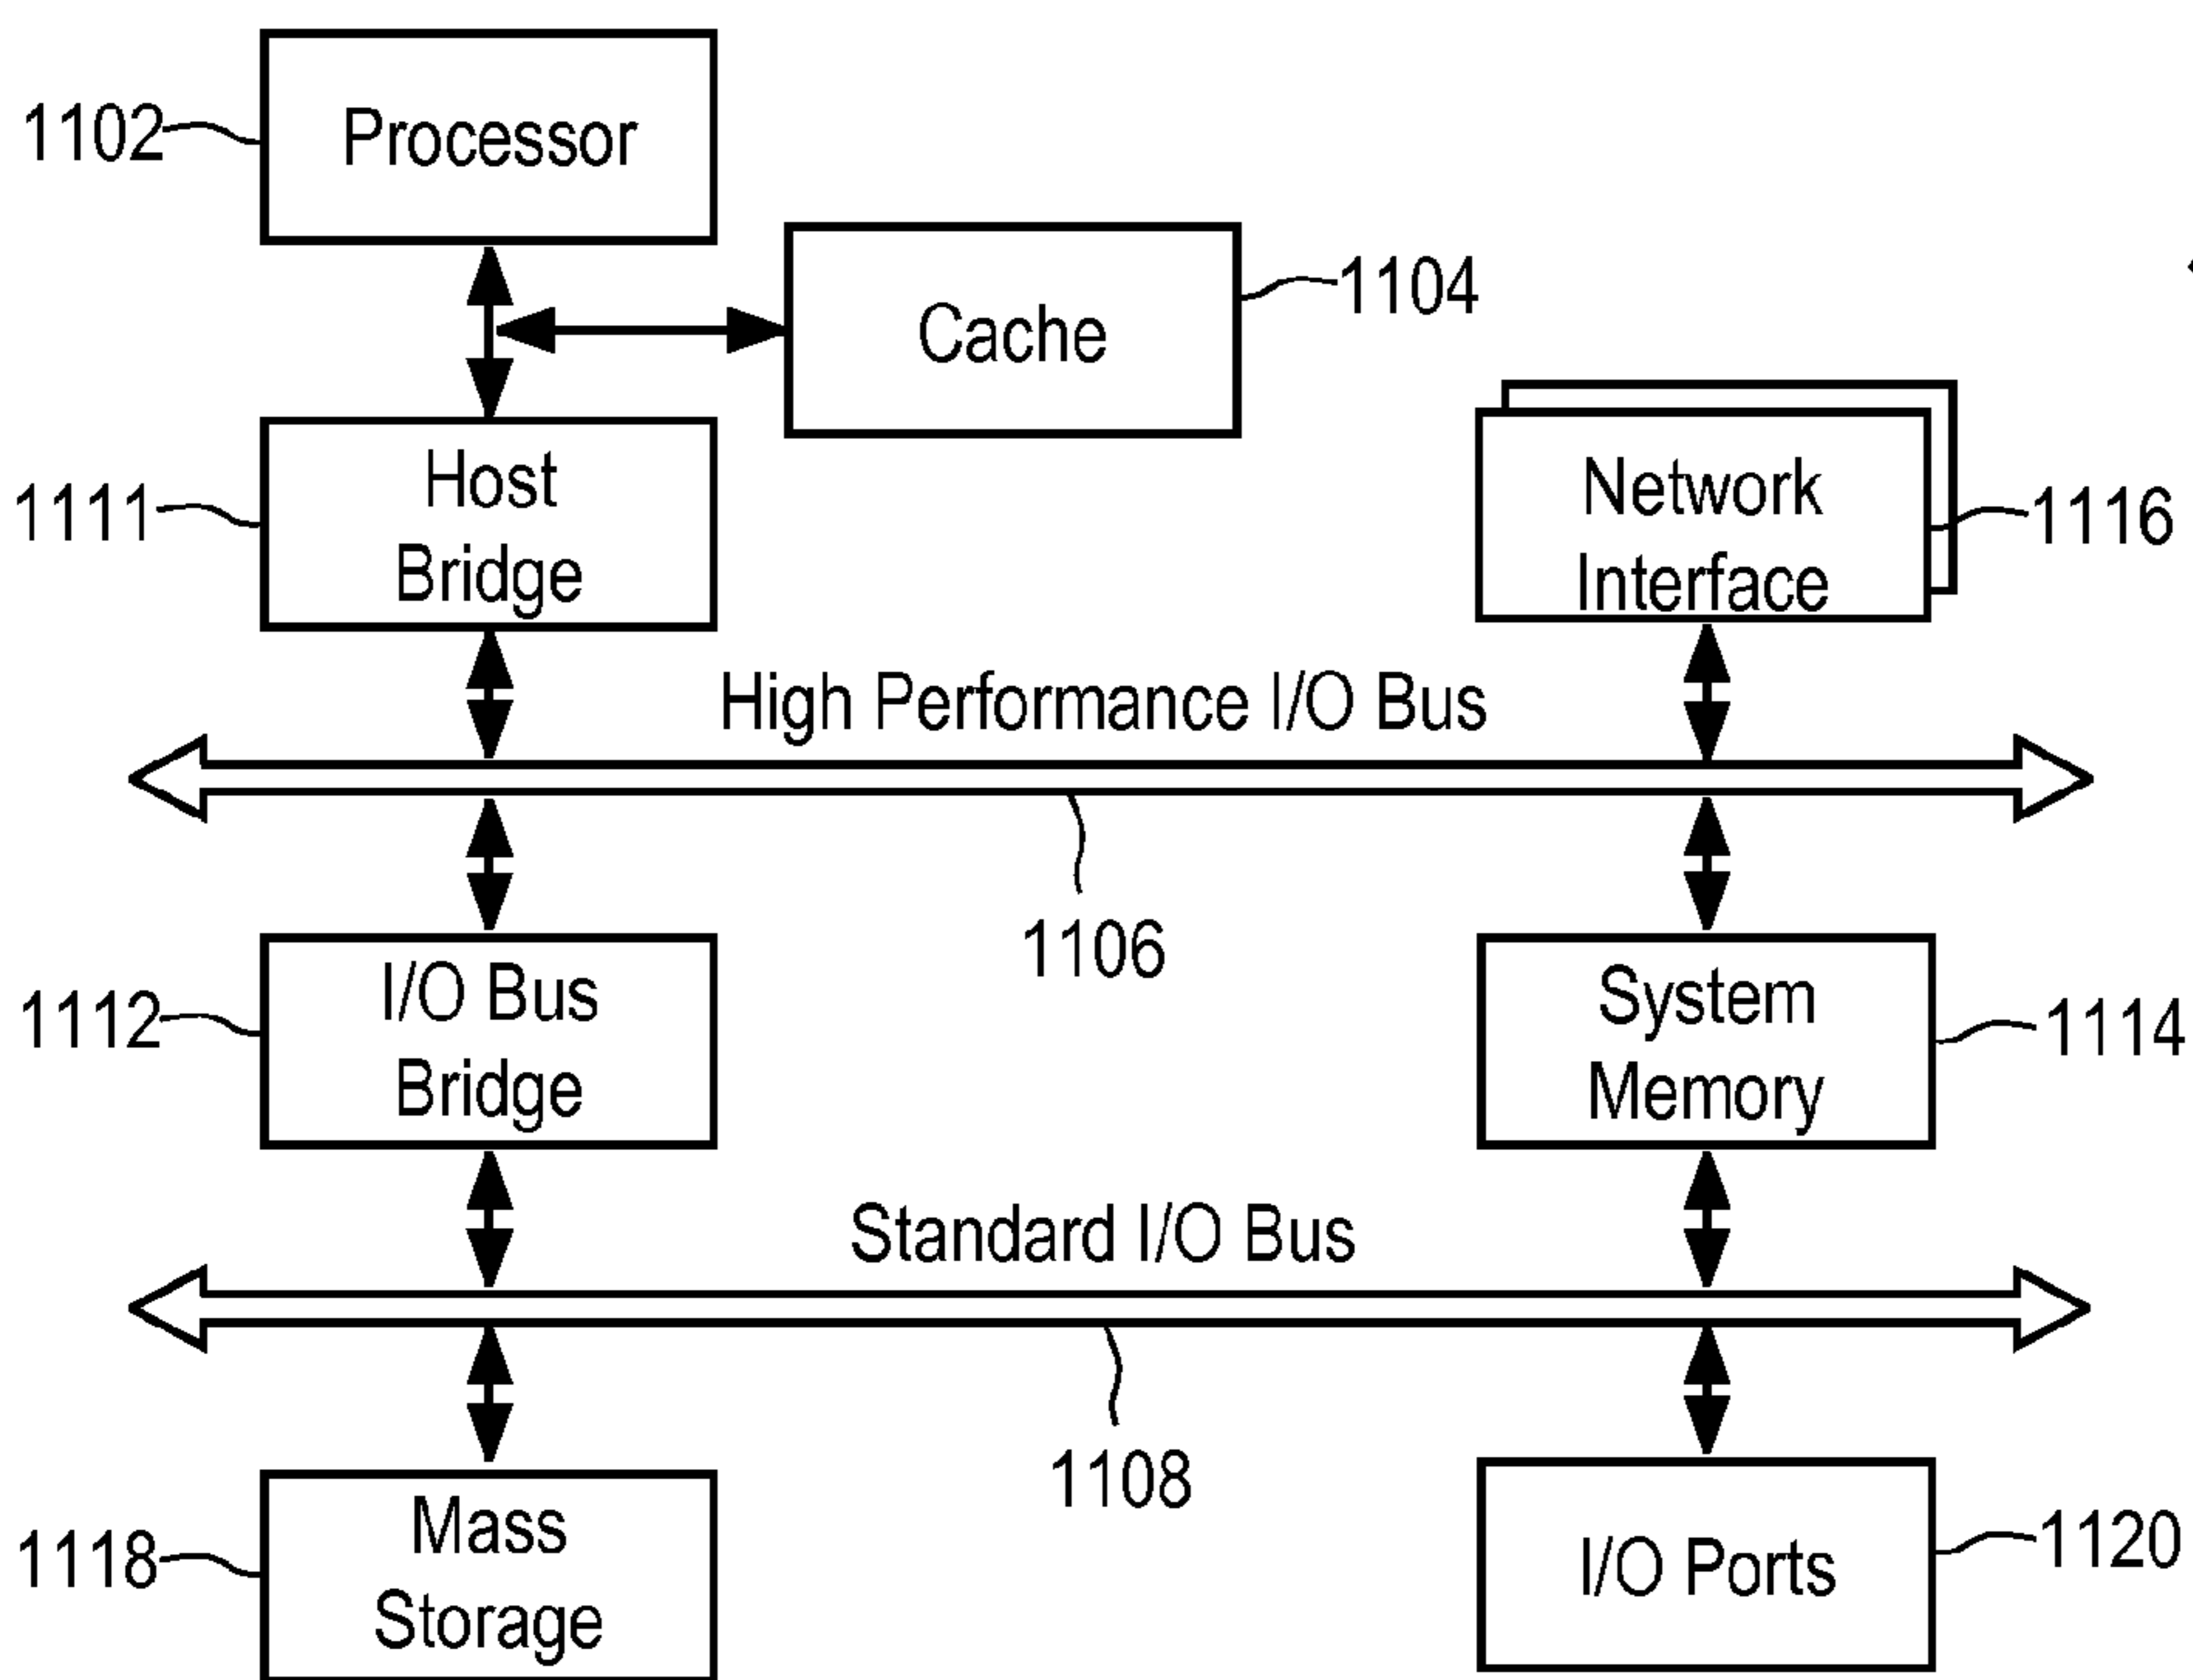 1102
Processor
Cache
1104
1111
Host
Bridge
Network
Interface
1116
High Performance I/O Bus
1106
1112
I/O Bus
Bridge
System
Memory
1114
Standard I/O Bus
1108
1118
Mass
Storage
I/O Ports
1120